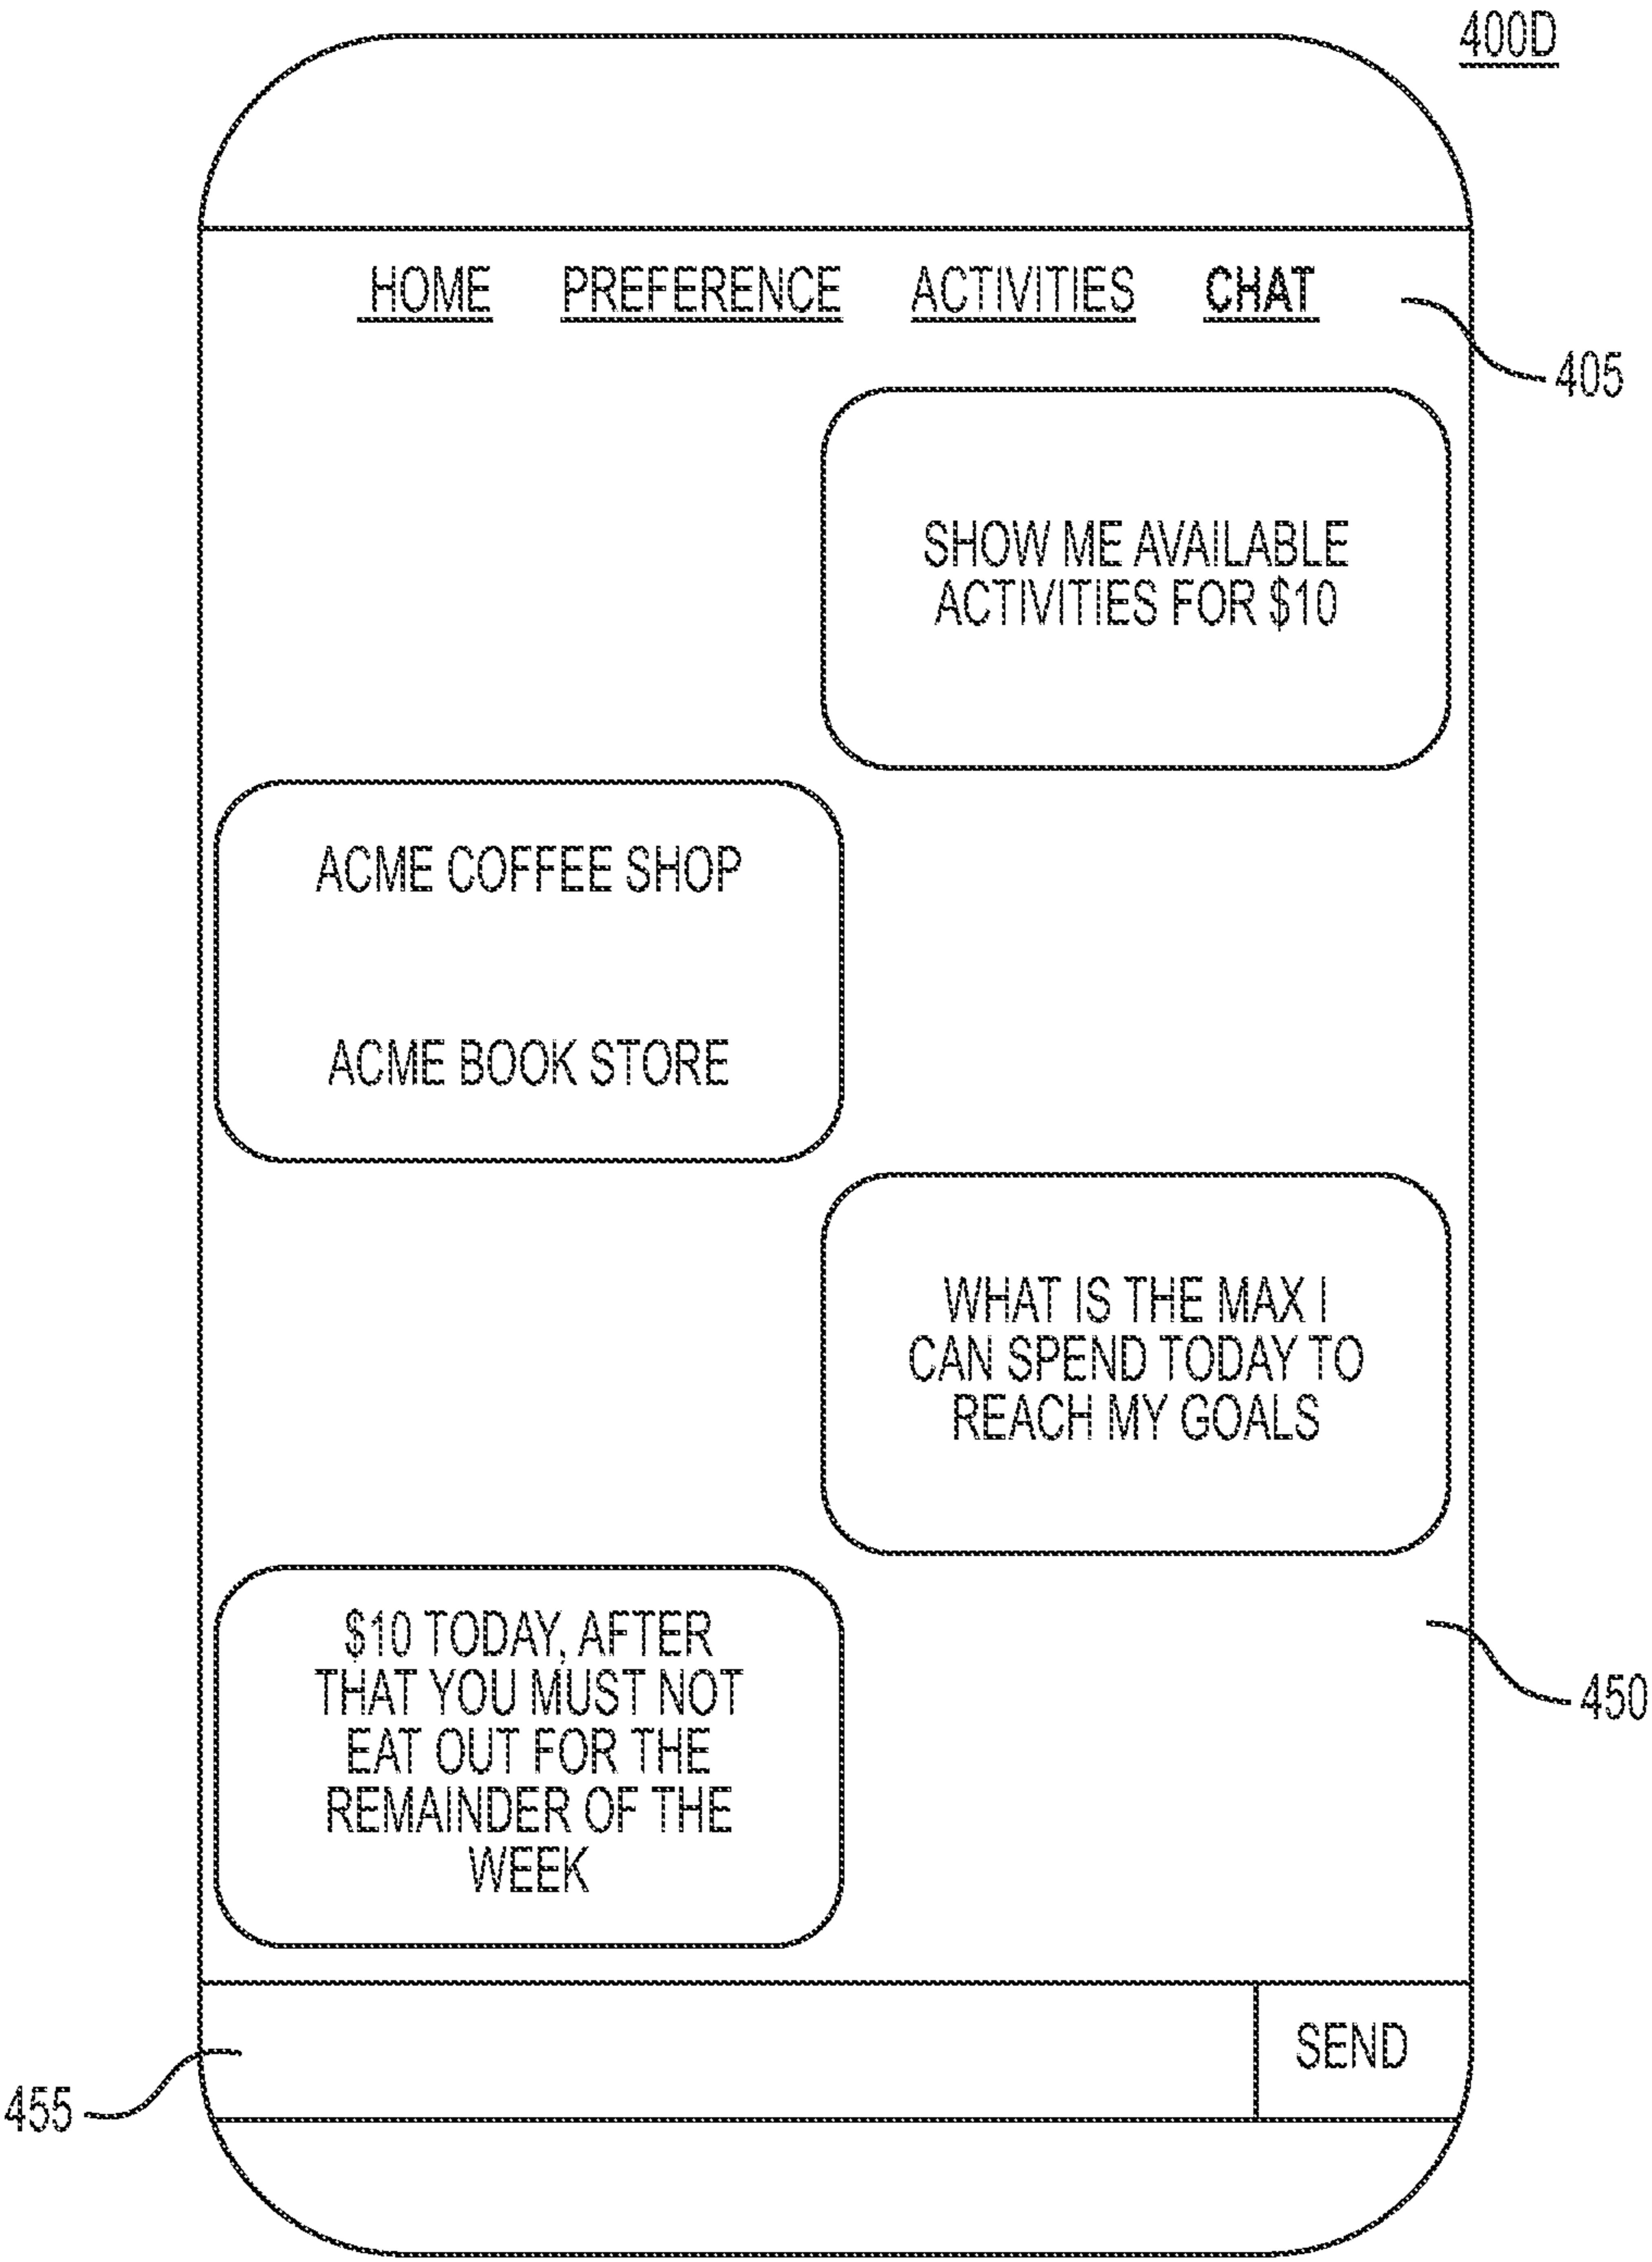 400D
HOME PREFERENCE ACTIVITIES CHAT
405
SHOW ME AVAILABLE
ACTIVITIES FOR $10
ACME COFFEE SHOP
ACME BOOK STORE
WHAT IS THE MAX I
CAN SPEND TODAY TO
REACH MY GOALS
$10 TODAY, AFTER
THAT YOU MUST NOT
EAT OUT FOR THE
REMAINDER OF THE
WEEK
450
SEND
455